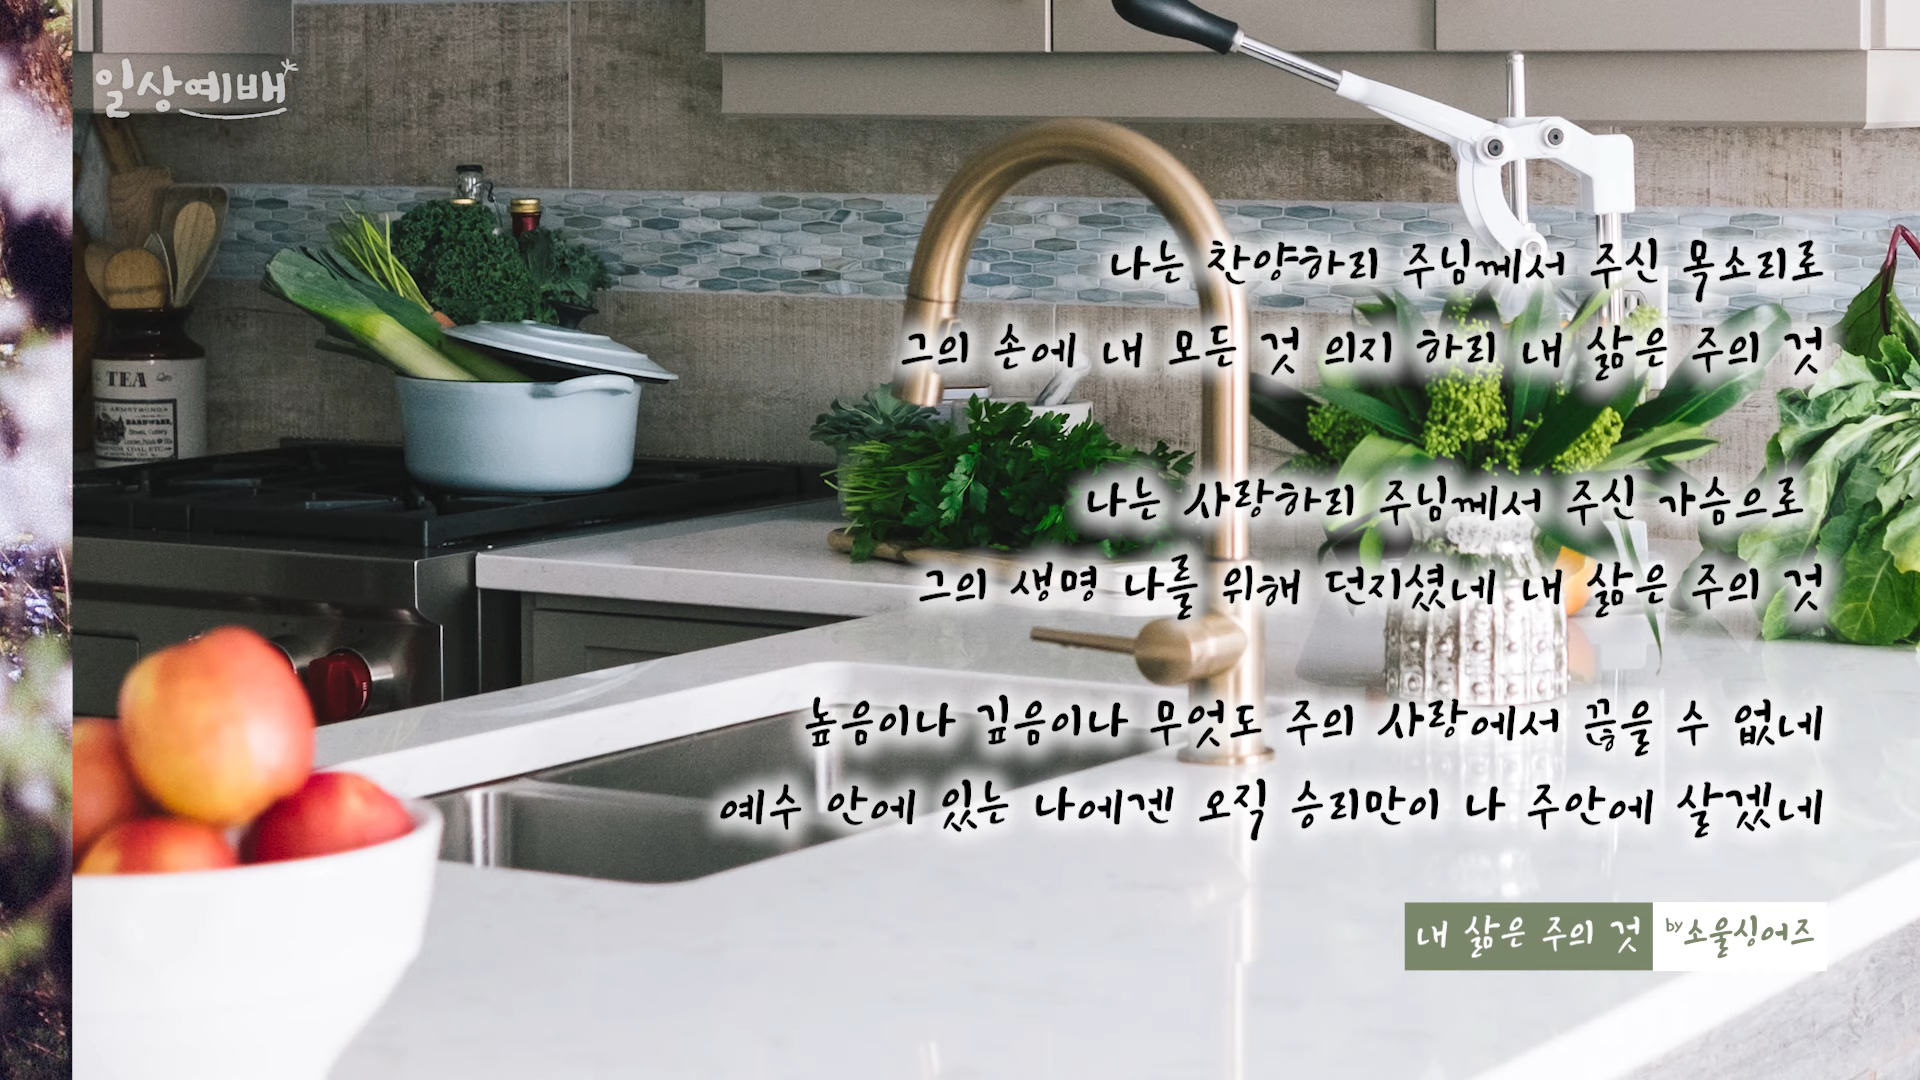 일상예배
나는 찬양하리 주님께서 주신 목소리로
그의 손에 내 모든 것 의지 하리 내 삶은 주의 것
나는 사랑하리 주님께서 주신 가슴으로
그의 생명 나를 위해 던지셨네 내 삶은 주의 것
높음이나 깊음이나 무엇도 주의 사랑에서 끊을 수 없네
예수 안에 있는 나에겐 오직 승리만이 나 주안에 살겠네
내 삶은 주의 것 by 소울싱어즈
TEA
HARDWARE,